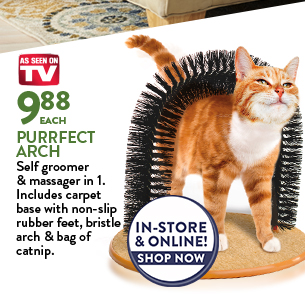 AS SEEN ON
TV
9.88
EACH
PURRFECT
ARCH
Self groomer
& massager in 1.
Includes carpet
base with non-slip
rubber feet, bristle
arch & bag of
catnip.
IN-STORE
& ONLINE!
SHOP NOW